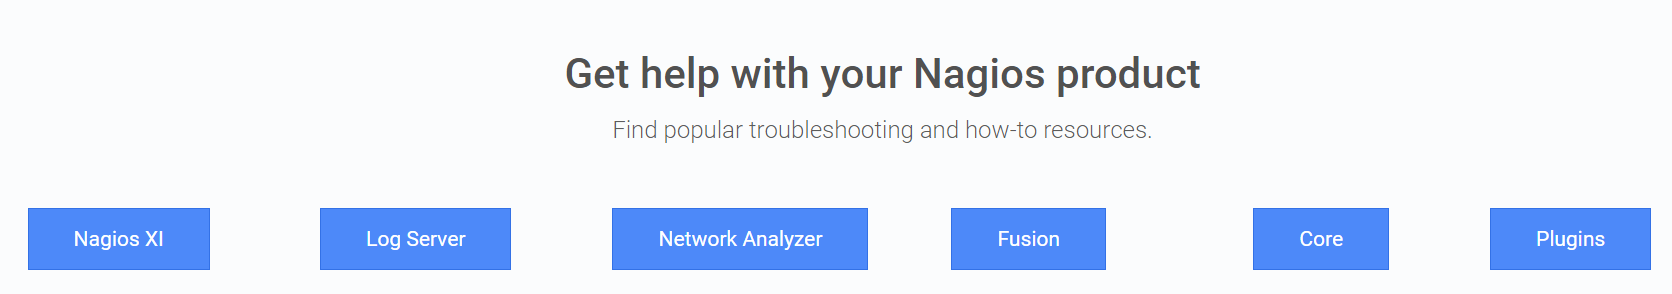 Get help with your Nagios product
Find popular troubleshooting and how-to resources.
Nagios XI
Log Server
Network Analyzer
Fusion
Core
Plugins